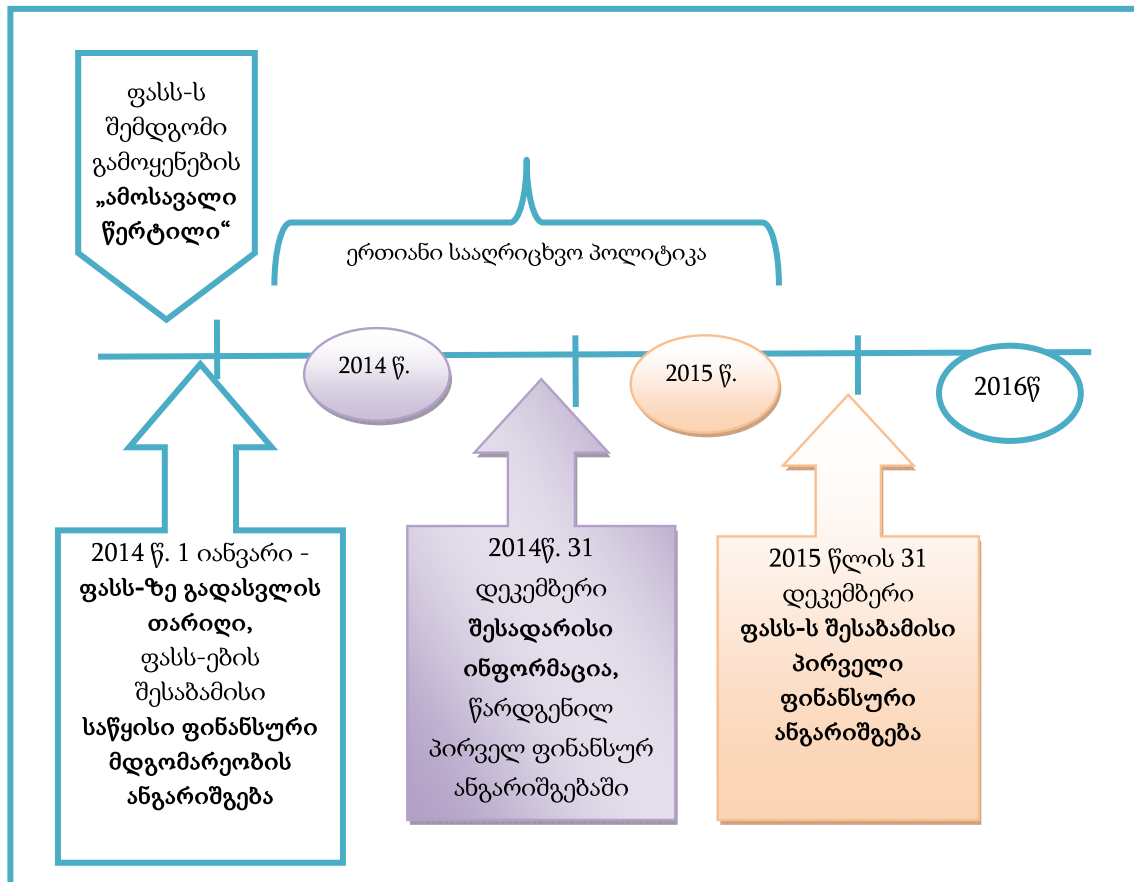 ფასს-ს
შემდგომი
გამოყენების
„ამოსავალი
წერტილი“
ერთიანი სააღრიცხვო პოლიტიკა
2014 წ.
2015 წ.
2016წ
2014 წ. 1 იანვარი -
ფასს-ზე გადასვლის
თარიღი,
ფასს-ების
შესაბამისი
საწყისი ფინანსური
მდგომარეობის
ანგარიშგება
2014წ. 31
დეკემბერი
შესადარისი
ინფორმაცია,
წარდგენილ
პირველ ფინანსურ
ანგარიშგებაში
2015 წლის 31
დეკემბერი
ფასს-ს შესაბამისი
პირველი
ფინანსური
ანგარიშგება